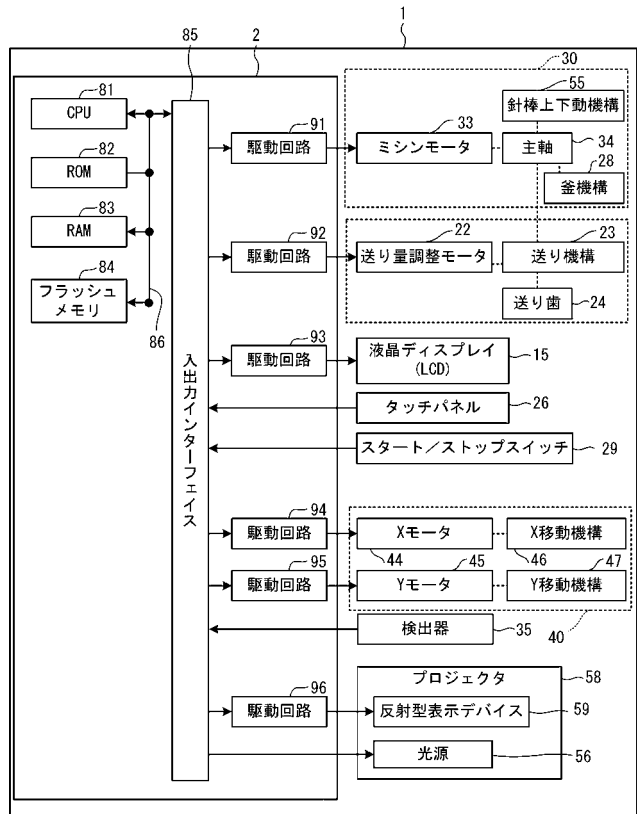 1
2
85
30
81
CPU
82
ROM
83
RAM
84
フラッシュ
メモリ
86
入出力インターフェイス
91
駆動回路
33
ミシンモータ
55
針棒上下動機構
34
主軸
28
釜機構
92
駆動回路
22
送り量調整モータ
23
送り機構
送り歯
24
93
駆動回路
液晶ディスプレイ
(LCD)
15
タッチパネル
26
スタート/ストップスイッチ
29
94
駆動回路
Xモータ
44
X移動機構
46
95
駆動回路
45
Yモータ
47
Y移動機構
40
検出器
35
プロジェクタ
58
96
駆動回路
反射型表示デバイス
59
光源
56